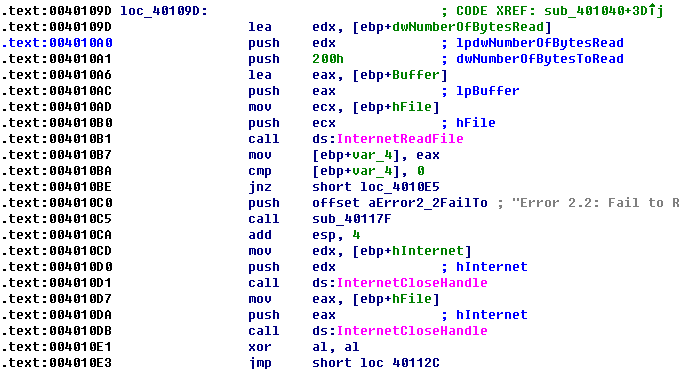 .text:0040109D loc_40109D: ; CODE XREF: sub_401040+3D↑j
.text:0040109D lea edx, [ebp+dwNumberOfBytesRead]
.text:004010A0 push edx ; lpdwNumberOfBytesRead
.text:004010A1 push 200h ; dwNumberOfBytesToRead
.text:004010A6 lea eax, [ebp+Buffer]
.text:004010AC push eax ; lpBuffer
.text:004010AD mov ecx, [ebp+hFile]
.text:004010B0 push ecx ; hFile
.text:004010B1 call ds:InternetReadFile
.text:004010B7 mov [ebp+var_4], eax
.text:004010BA cmp [ebp+var_4], 0
.text:004010BE jnz short loc_4010E5
.text:004010C0 push offset aError2_2FailTo ; "Error 2.2: Fail to R
.text:004010C5 call sub_40117F
.text:004010CA add esp, 4
.text:004010CD mov edx, [ebp+hInternet]
.text:004010D0 push edx ; hInternet
.text:004010D1 call ds:InternetCloseHandle
.text:004010D7 mov eax, [ebp+hFile]
.text:004010DA push eax ; hInternet
.text:004010DB call ds:InternetCloseHandle
.text:004010E1 xor al, al
.text:004010E3 jmp short loc_40112C